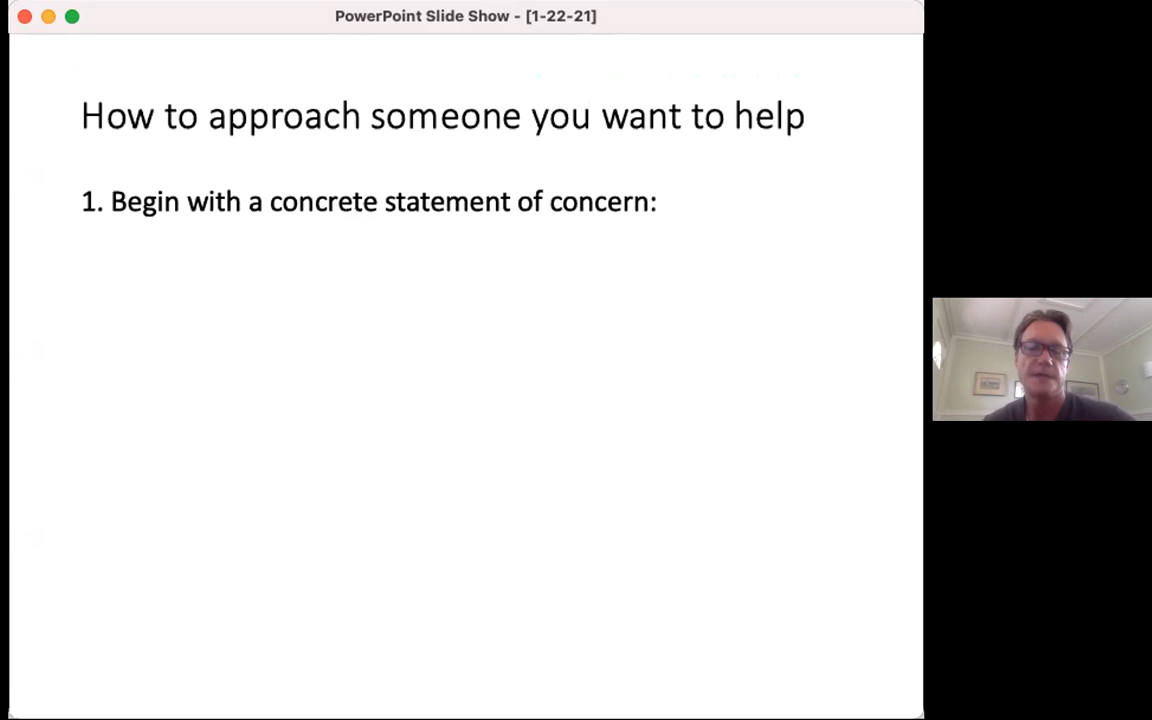 PowerPoint Slide Show - [1-22-21]
How to approach someone you want to help
1. Begin with a concrete statement of concern: